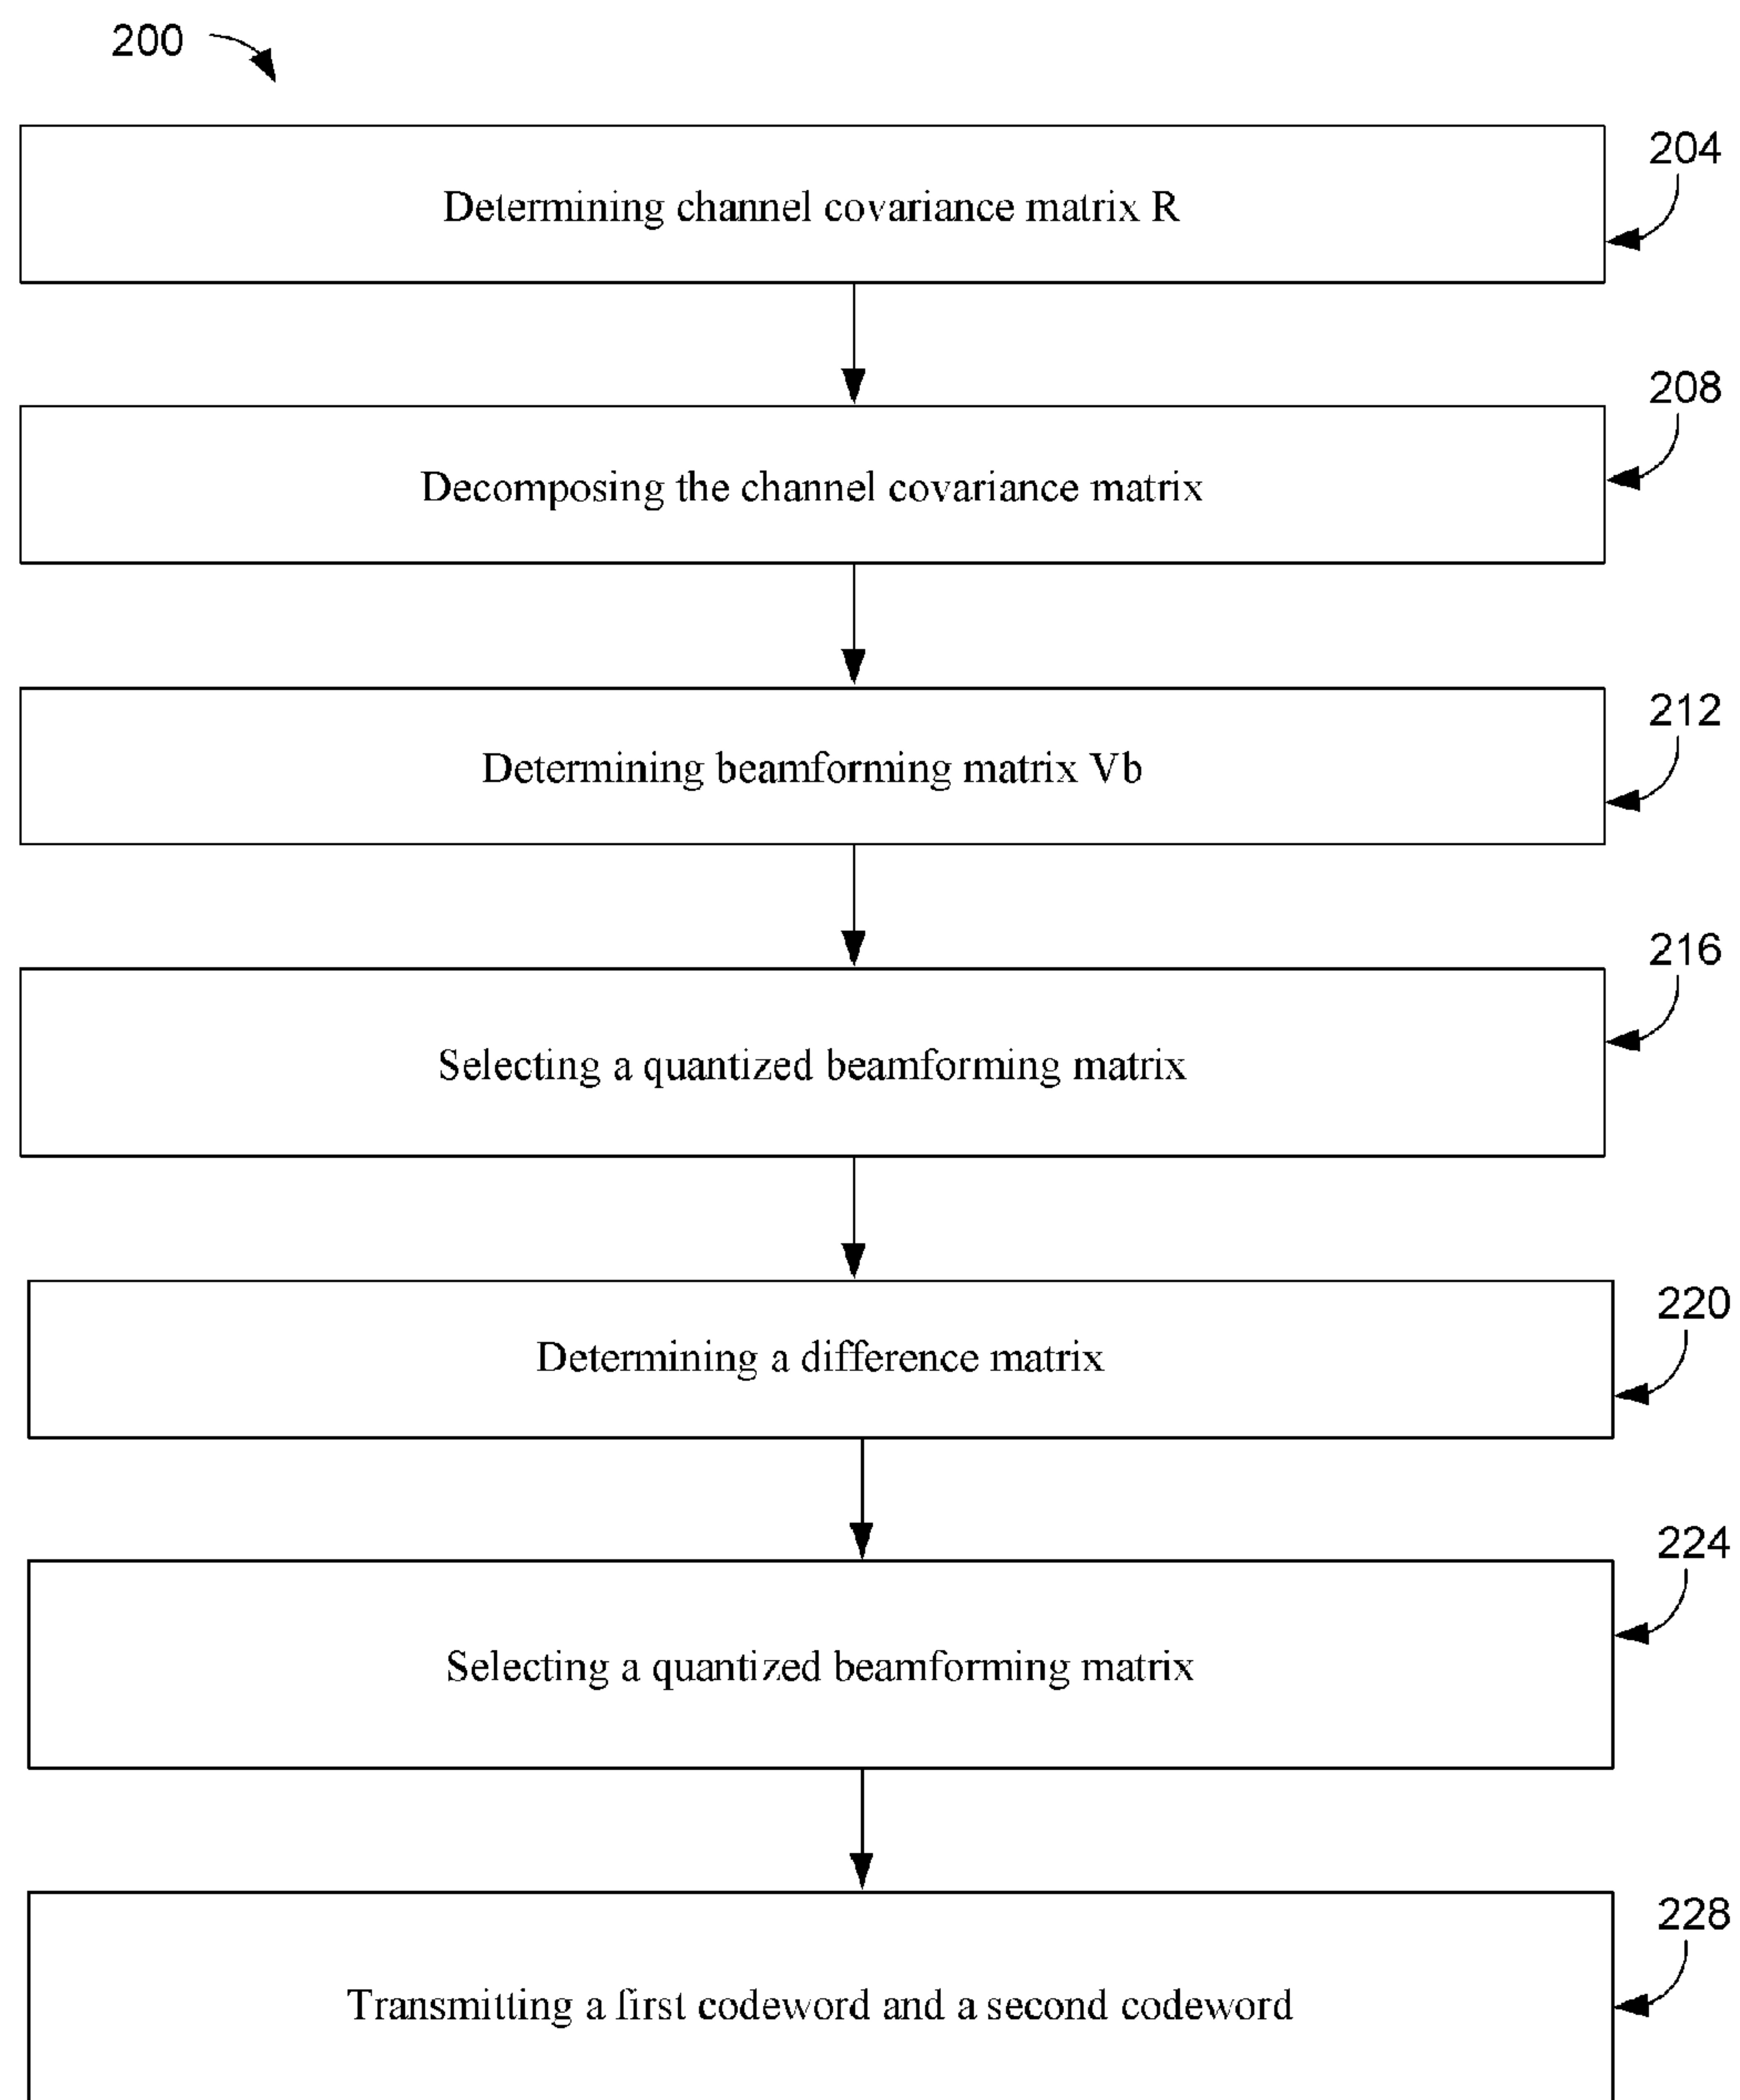 200
204
Determining channel covariance matrix R
208
Decomposing the channel covariance matrix
212
Determining beamforming matrix Vb
216
Selecting a quantized beamforming matrix
220
Determining a difference matrix
224
Selecting a quantized beamforming matrix
228
Transmitting a first codeword and a second codeword